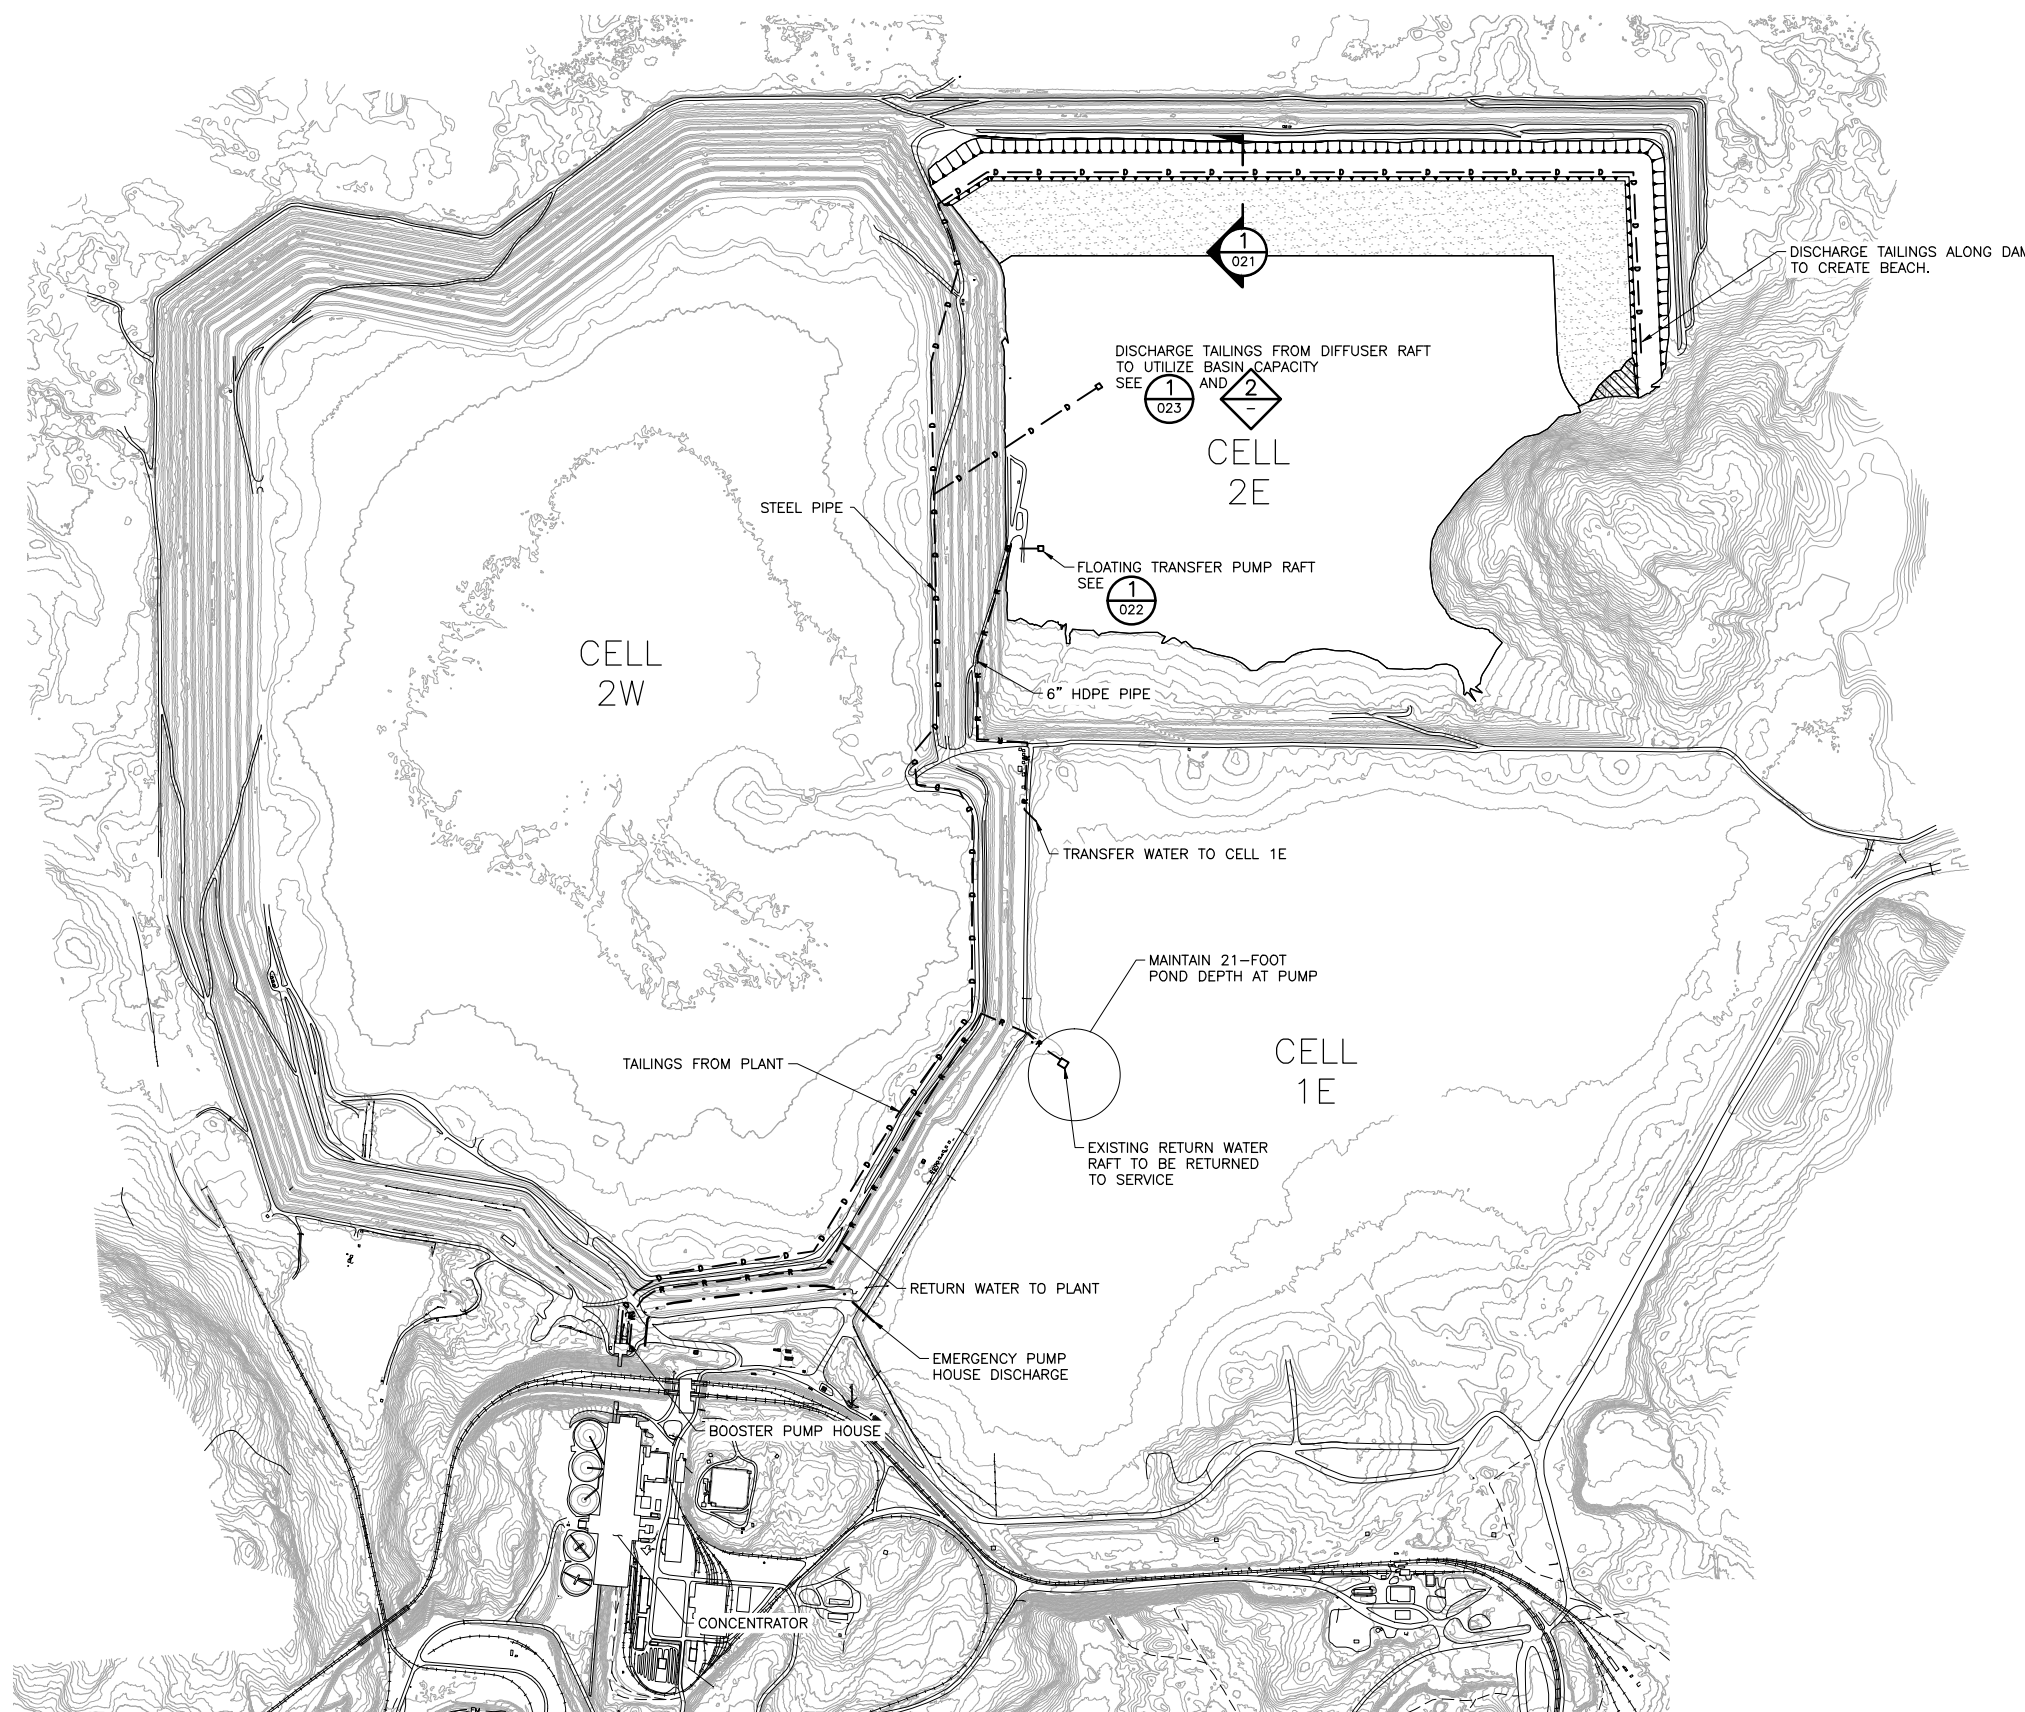 DISCHARGE TAILINGS ALONG
TO CREATE BEACH.
1
021
DISCHARGE TAILINGS FROM DIFFUSER RAFT
TO UTILIZE BASIN CAPACITY
SEE 1 AND 2
023 –
CELL
2E
STEEL PIPE
FLOATING TRANSFER PUMP RAFT
SEE 1
022
CELL
2W
6" HDPE PIPE
TRANSFER WATER TO CELL 1E
MAINTAIN 21–FOOT
POND DEPTH AT PUMP
CELL
1E
TAILINGS FROM PLANT
EXISTING RETURN WATER
RAFT TO BE RETURNED
TO SERVICE
RETURN WATER TO PLANT
EMERGENCY PUMP
HOUSE DISCHARGE
BOOSTER PUMP HOUSE
CONCENTRATOR